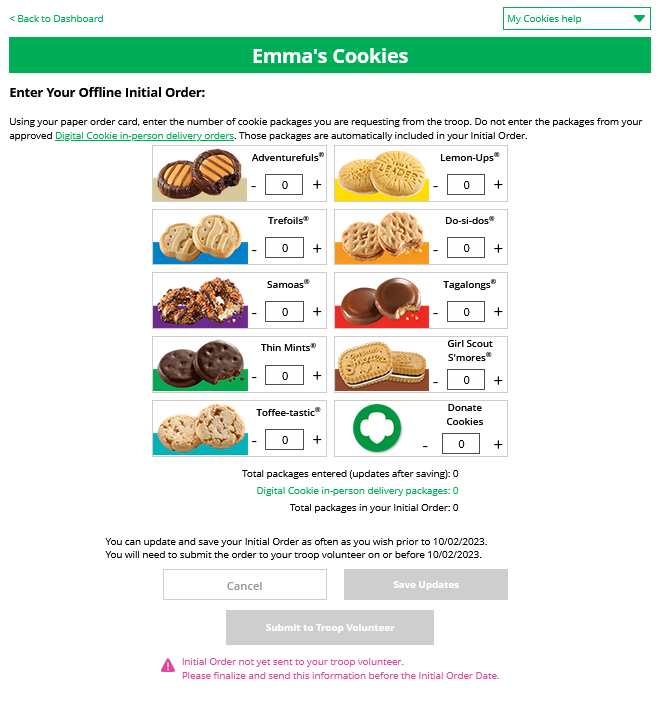 < Back to Dashboard
My Cookies help
Emma's Cookies
Enter Your Offline Initial Order:
Using your paper order card, enter the number of cookie packages you are requesting from the troop. Do not enter the packages from your
approved Digital Cookie in-person delivery orders. Those packages are automatically included in your Initial Order.
Adventurefuls®
- 0 +
Lemon-Ups®
- 0 +
Trefoils®
- 0 +
Do-si-dos®
- 0 +
Samoas®
- 0 +
Tagalongs®
- 0 +
Thin Mints®
- 0 +
Girl Scout
S'mores®
- 0 +
Toffee-tastic®
- 0 +
Donate
Cookies
- 0 +
Total packages entered (updates after saving): 0
Digital Cookie in-person delivery packages: 0
Total packages in your Initial Order: 0
You can update and save your Initial Order as often as you wish prior to 10/02/2023.
You will need to submit the order to your troop volunteer on or before 10/02/2023.
Cancel
Save Updates
Submit to Troop Volunteer
Initial Order not yet sent to your troop volunteer.
Please finalize and send this information before the Initial Order Date.